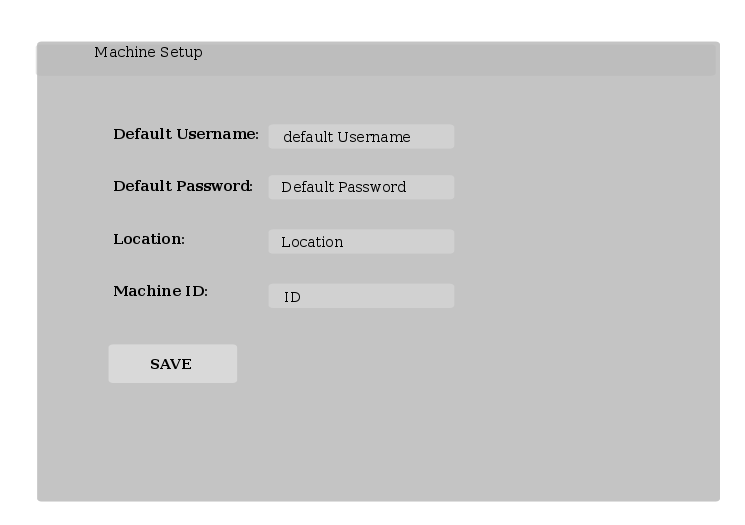 Machine Setup
Default Username: default Username
Default Password: Default Password
Location: Location
Machine ID: ID
SAVE